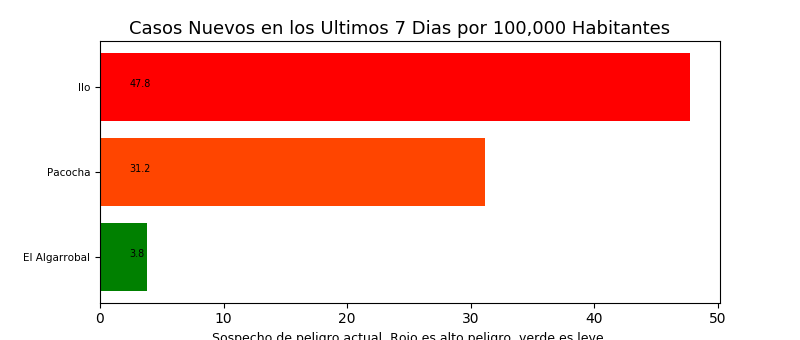 Casos Nuevos en los Ultimos 7 Dias por 100,000 Habitantes
Ilo
47.8
Pacocha
31.2
El Algarrobal
3.8
0 10 20 30 40 50
Sospecho de peligro actual. Rojo es alto peligro, verde es leve